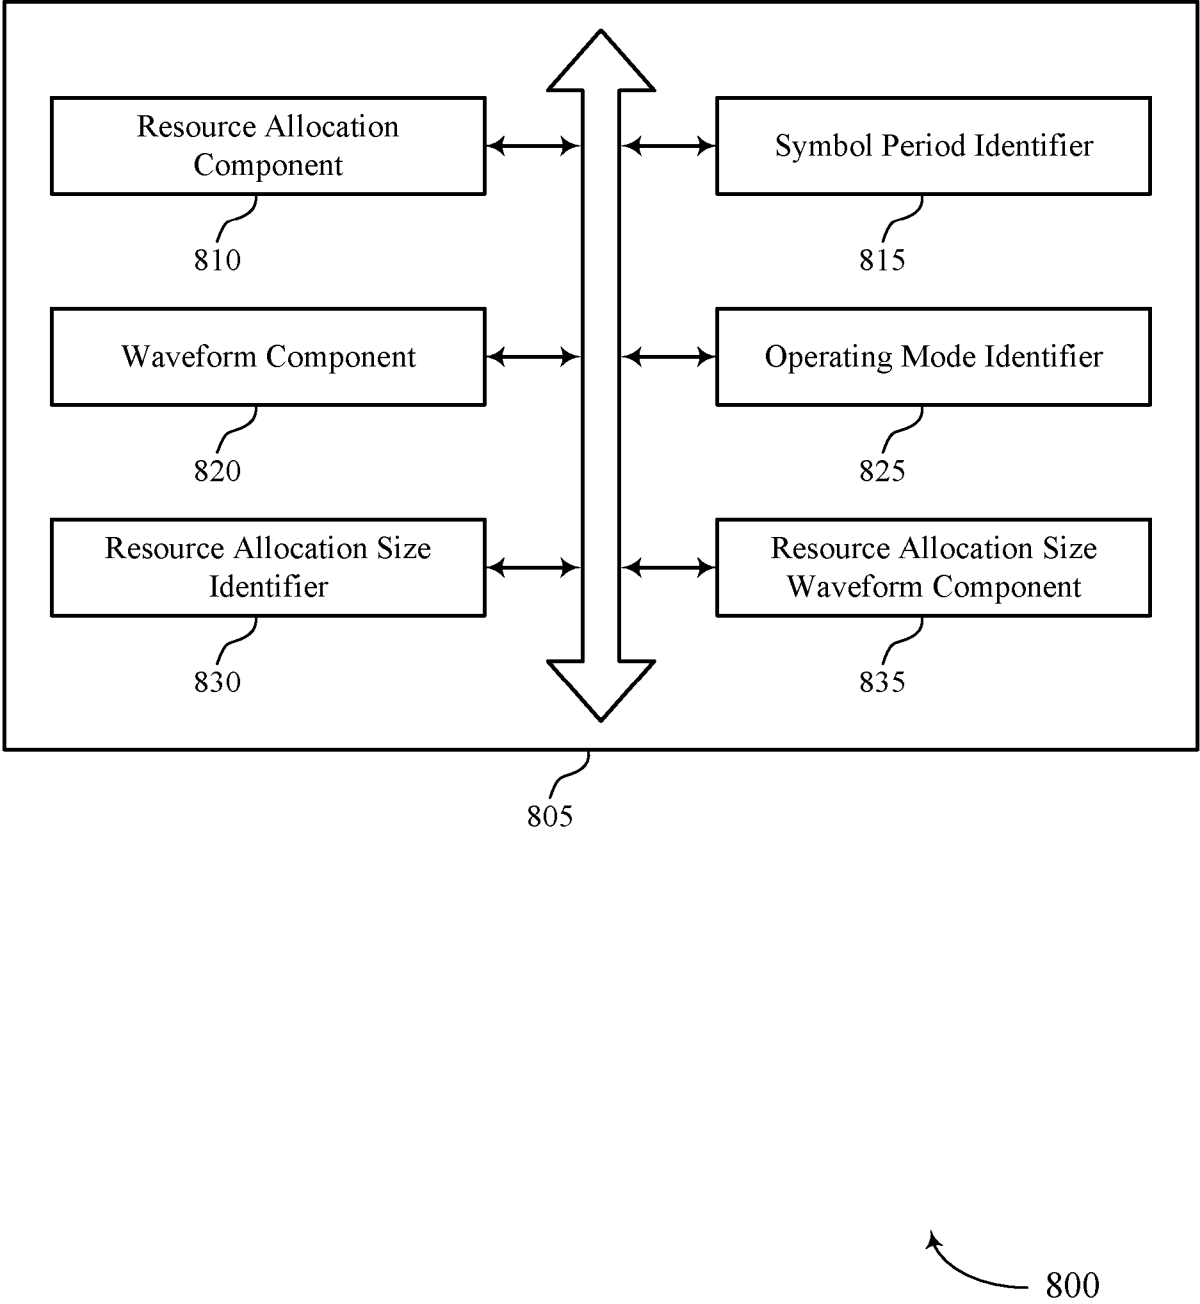 Resource Allocation
Component
810
Symbol Period Identifier
815
Waveform Component
820
Operating Mode Identifier
825
Resource Allocation Size
Identifier
830
Resource Allocation Size
Waveform Component
835
805
800